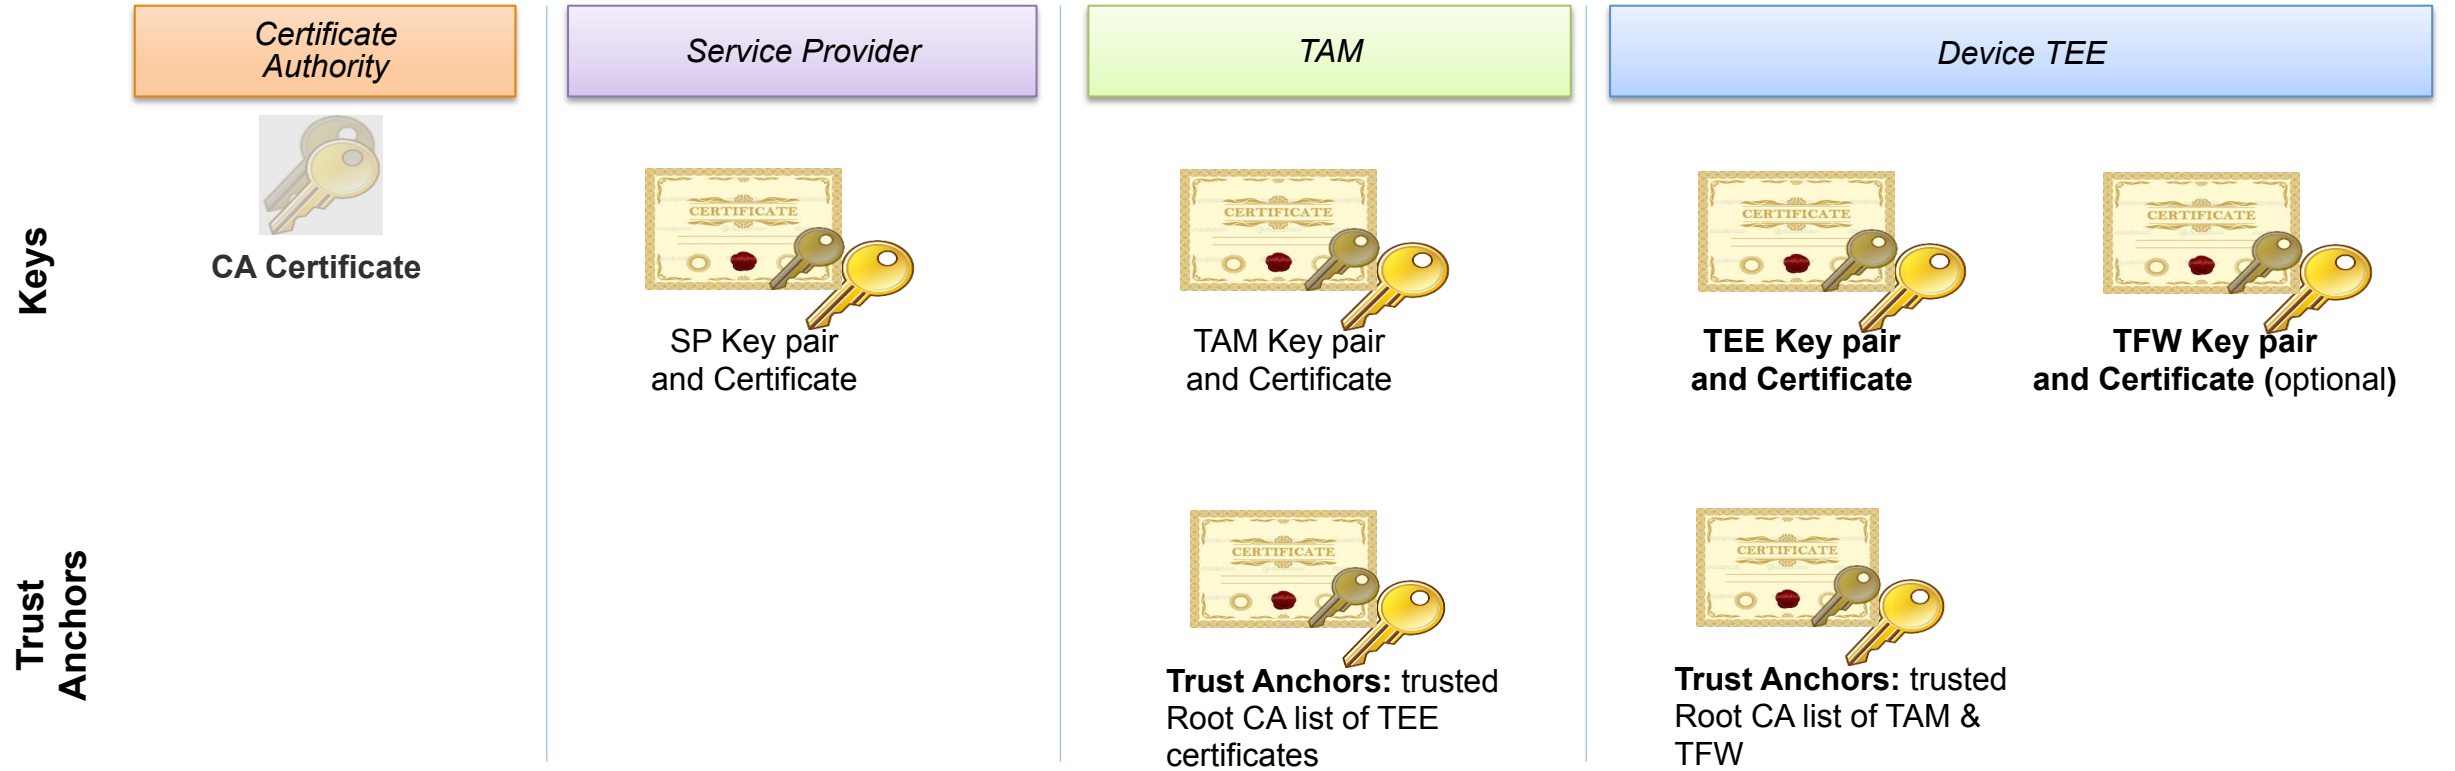 Certificate
Authority
Service Provider
TAM
Device TEE
Keys
CA Certificate
CERTIFICATE
SP Key pair
and Certificate
CERTIFICATE
TAM Key pair
and Certificate
CERTIFICATE
TEE Key pair
and Certificate
CERTIFICATE
TFW Key pair
and Certificate (optional)
Trust
Anchors
CERTIFICATE
Trust Anchors: trusted
Root CA list of TEE
certificates
CERTIFICATE
Trust Anchors: trusted
Root CA list of TAM &
TFW